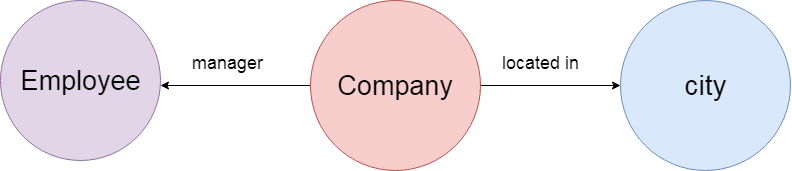 Employee
manager
Company
located in
city